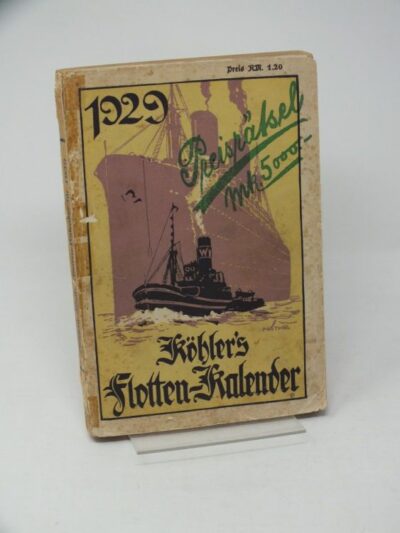 Preis RM. 1.20
1929
Preisrätsel
Mk. 5000.-
W
Köhler's
Flotten-Kalender